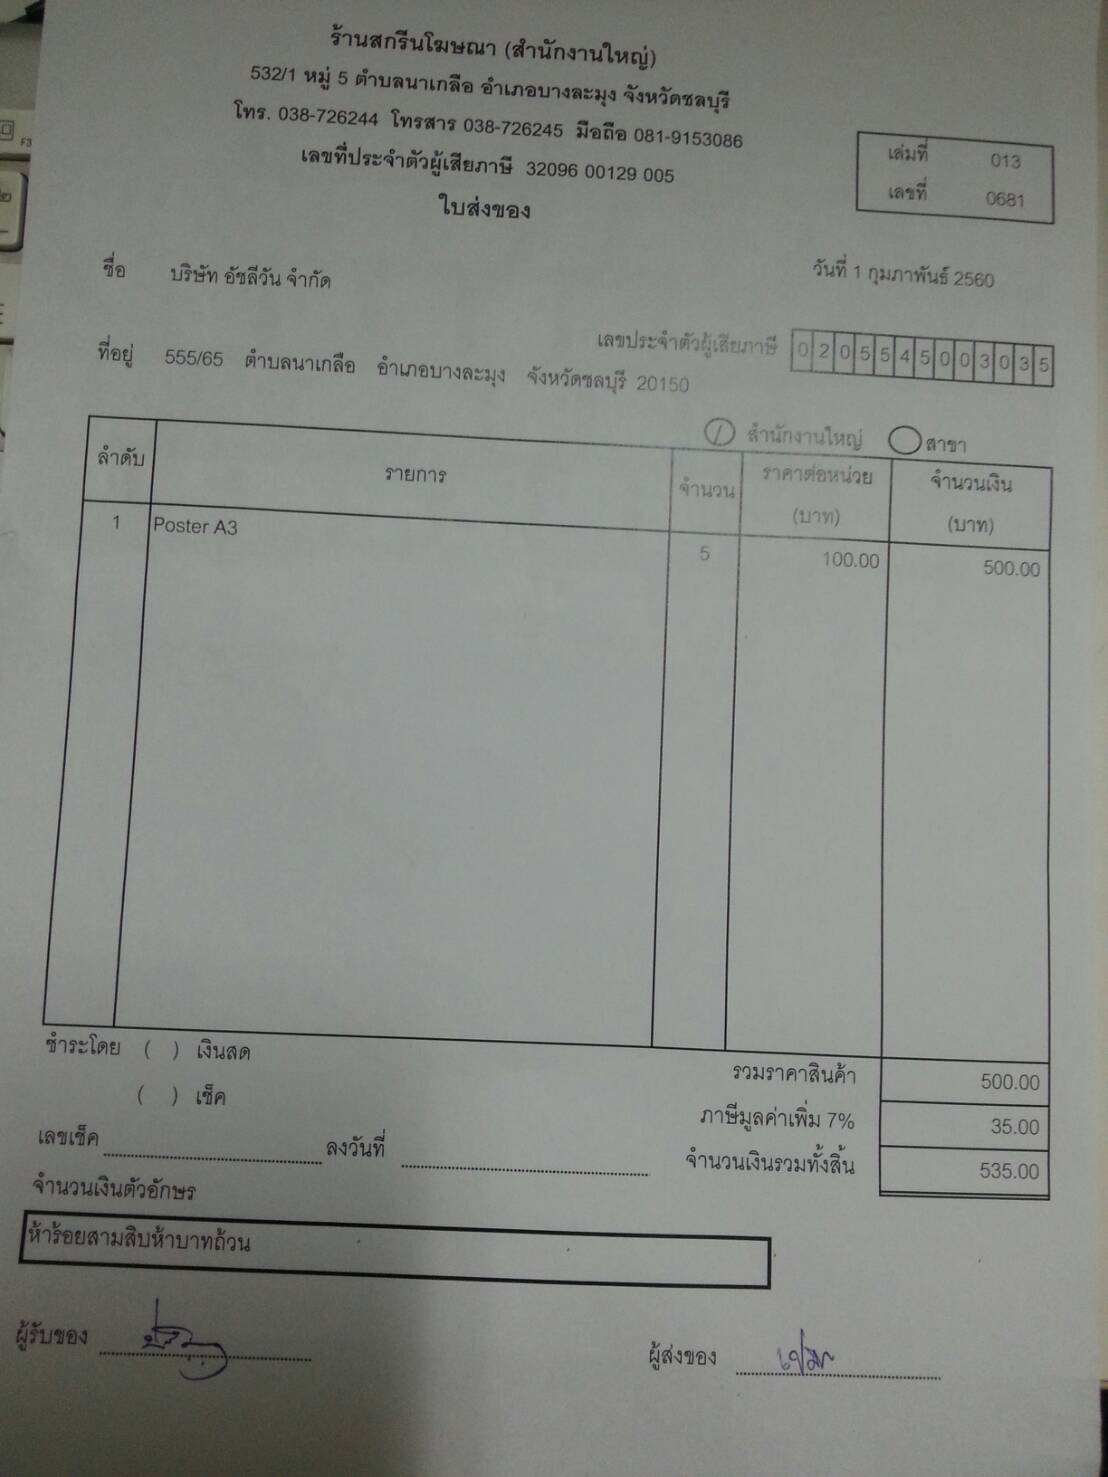 ร้านสกรีนโฆษณา (สำนักงานใหญ่)
532/1 หมู่ 5 ตำบลนาเกลือ อำเภอบางละมุง จังหวัดชลบุรี
โทร. 038-726244 โทรสาร 038-726245 มือถือ 081-9153086
เลขที่ประจำตัวผู้เสียภาษี 32096 00129 005
ใบส่งของ
เล่มที่ 013
เลขที่ 0681
ชื่อ บริษัท อัชลีวัน จำกัด
วันที่ 1 กุมภาพันธ์ 2560
เลขประจำตัวผู้เสียภาษี 0205545003035
ที่อยู่ 555/65 ตำบลนาเกลือ อำเภอบางละมุง จังหวัดชลบุรี 20150
สำนักงานใหญ่ สาขา
ลำดับ รายการ จำนวน ราคาต่อหน่วย (บาท) จำนวนเงิน (บาท)
1 Poster A3 5 100.00 500.00
ชำระโดย ( ) เงินสด
( ) เช็ค
เลขเช็ค ลงวันที่
รวมราคาสินค้า 500.00
ภาษีมูลค่าเพิ่ม 7% 35.00
จำนวนเงินรวมทั้งสิ้น 535.00
จำนวนเงินตัวอักษร
ห้าร้อยสามสิบห้าบาทถ้วน
ผู้รับของ
ผู้ส่งของ